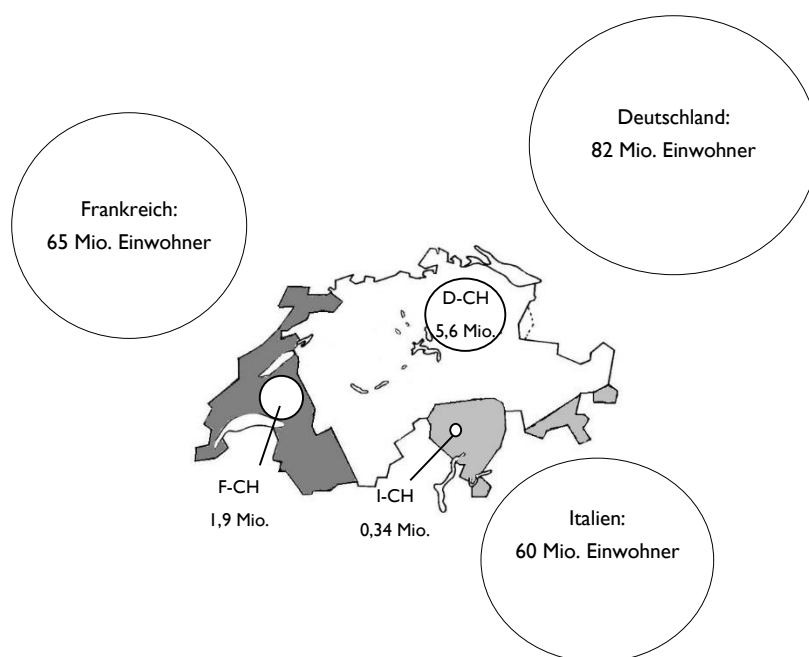 Deutschland:
82 Mio. Einwohner
Frankreich:
65 Mio. Einwohner
D-CH
5,6 Mio.
F-CH
1,9 Mio.
I-CH
0,34 Mio.
Italien:
60 Mio. Einwohner